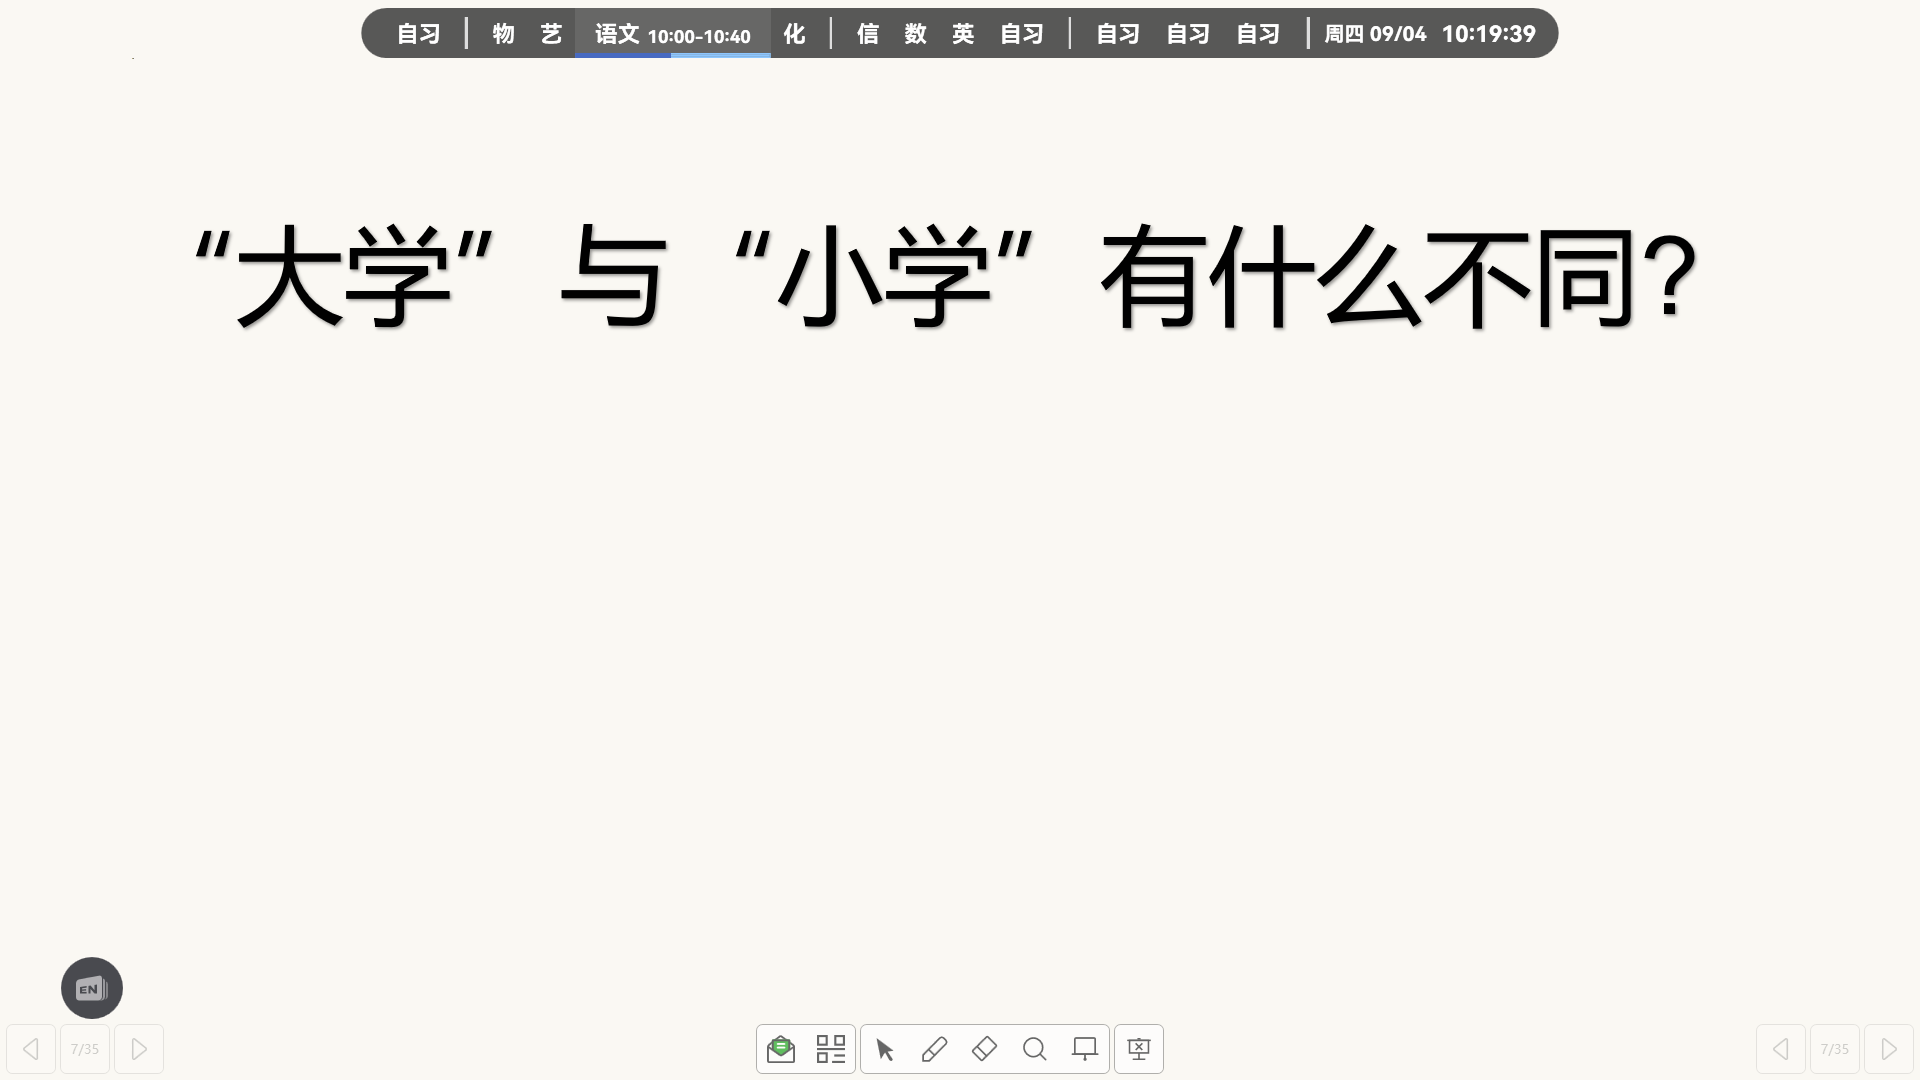 自习 物 艺 语文 10:00-10:40 化 信 数 英 自习 自习 自习 自习 周四 09/04 10:19:39
“大学”与“小学”有什么不同?
EN
7/35 7/35